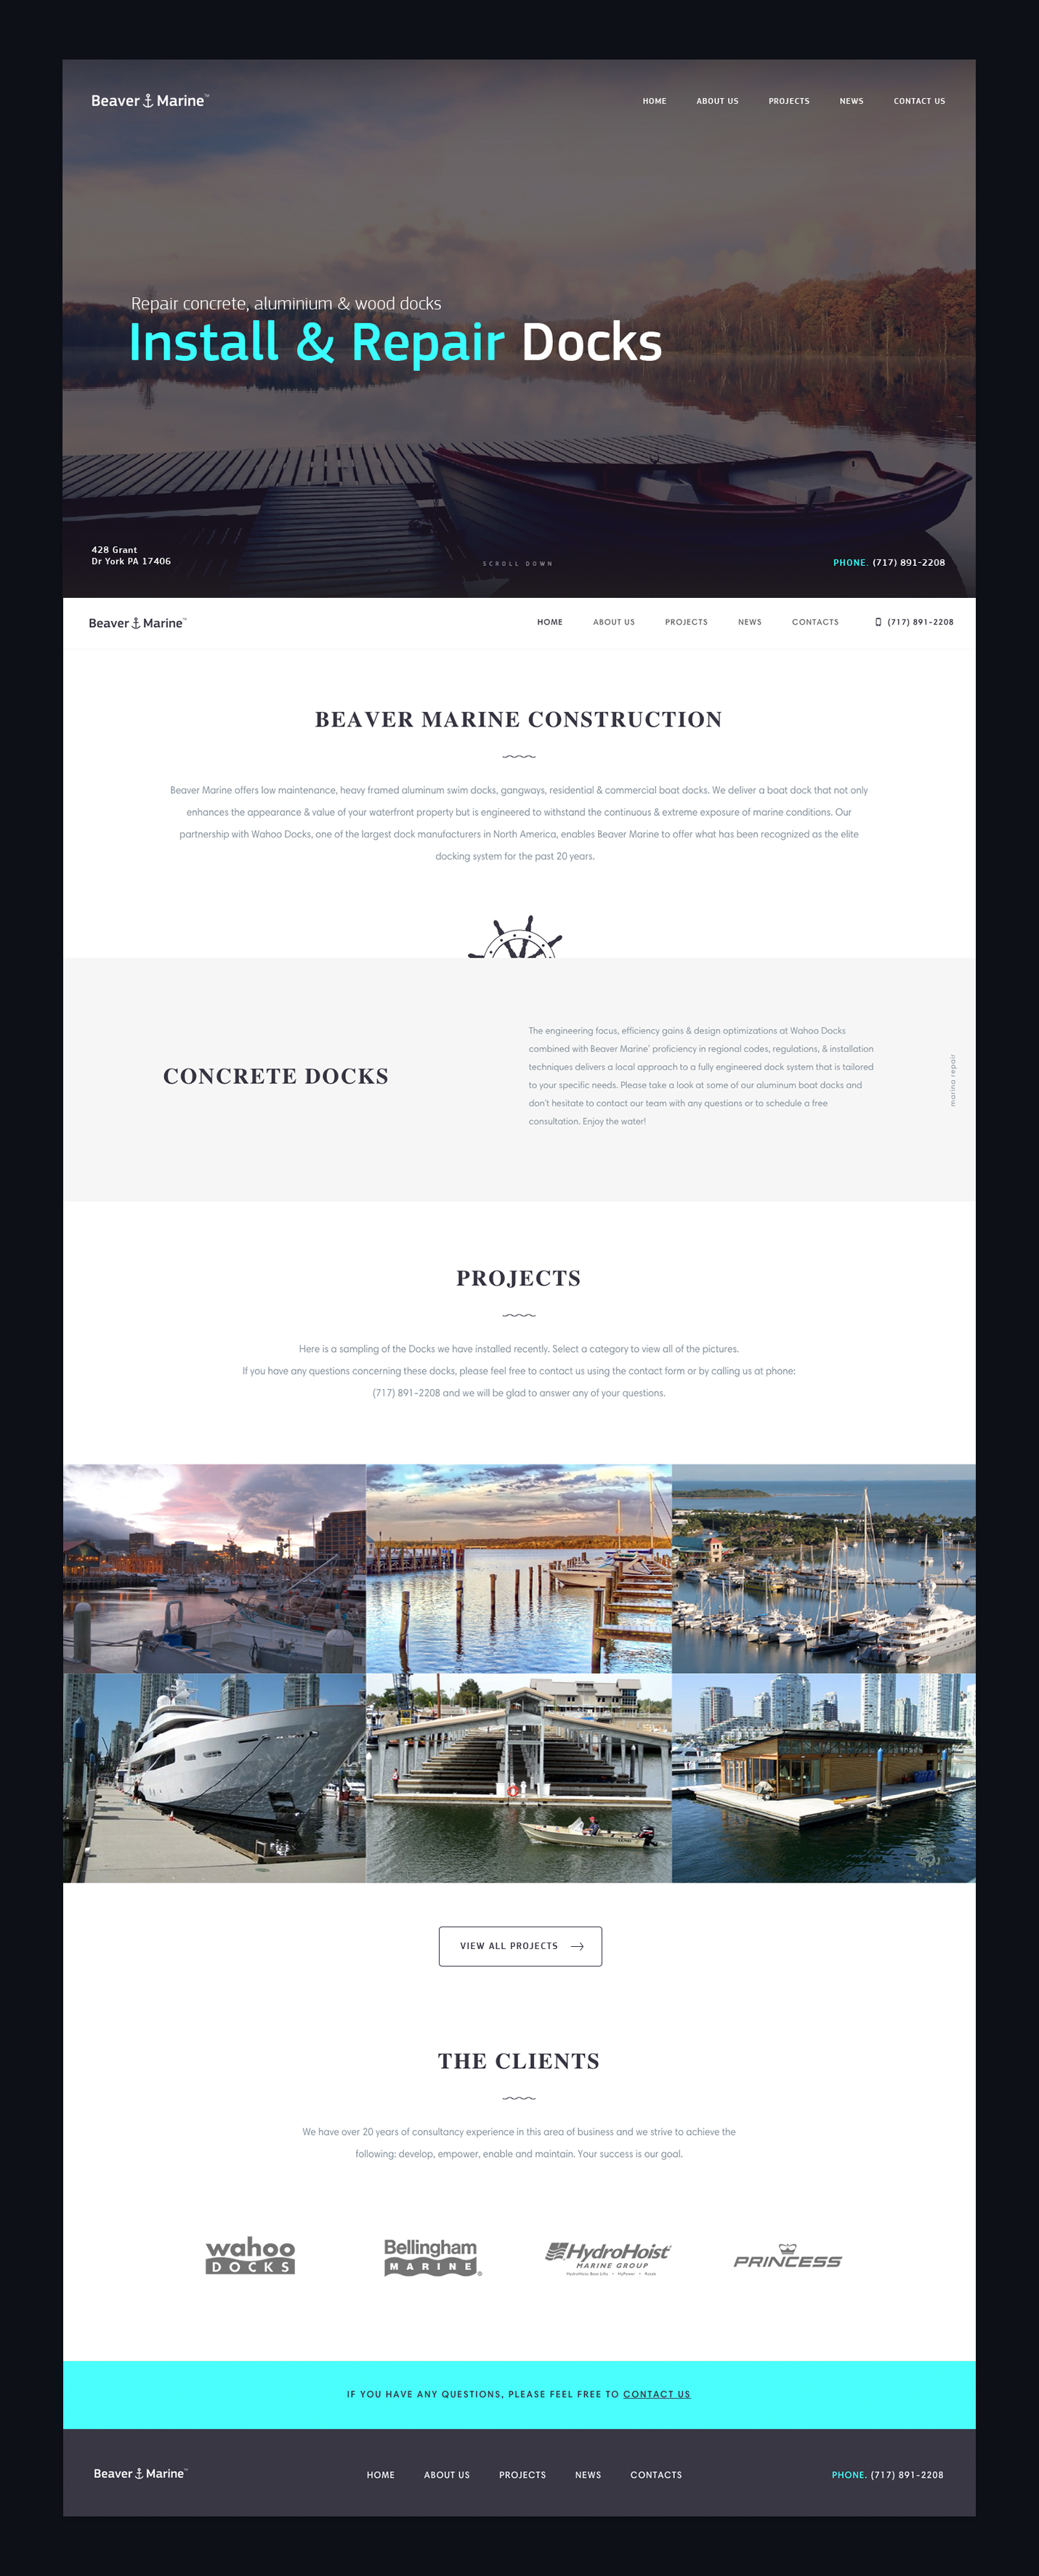 Beaver Marine™
HOME ABOUT US PROJECTS NEWS CONTACT US
Repair concrete, aluminium & wood docks
Install & Repair Docks
428 Grant
Dr York PA 17406
SCROLL DOWN
PHONE. (717) 891-2208
Beaver Marine™
HOME ABOUT US PROJECTS NEWS CONTACTS (717) 891-2208
BEAVER MARINE CONSTRUCTION
Beaver Marine offers low maintenance, heavy framed aluminum swim docks, gangways, residential & commercial boat docks. We deliver a boat dock that not only
enhances the appearance & value of your waterfront property but is engineered to withstand the continuous & extreme exposure of marine conditions. Our
partnership with Wahoo Docks, one of the largest dock manufacturers in North America, enables Beaver Marine to offer what has been recognized as the elite
docking system for the past 20 years.
CONCRETE DOCKS
The engineering focus, efficiency gains & design optimizations at Wahoo Docks
combined with Beaver Marine' proficiency in regional codes, regulations, & installation
techniques delivers a local approach to a fully engineered dock system that is tailored
to your specific needs. Please take a look at some of our alumnum boat docks and
don't hesitate to contact our team with any questions or to schedule a free
consultation. Enjoy the water!
marina repair
PROJECTS
Here is a sampling of the Docks we have installed recently. Select a category to view all of the pictures.
If you have any questions concerning these docks, please feel free to contact us using the contact form or by calling us at phone:
(717) 891-2208 and we will be glad to answer any of your questions.
VIEW ALL PROJECTS
THE CLIENTS
We have over 20 years of consultancy experience in this area of business and we strive to achieve the
following: develop, empower, enable and maintain. Your success is our goal.
wahoo
DOCKS
Bellingham
MARINE®
HydroHoist
MARINE GROUP
HydroHoist Boat Lifts • HyPower • Rotek
PRINCESS
IF YOU HAVE ANY QUESTIONS, PLEASE FEEL FREE TO CONTACT US
Beaver Marine™
HOME ABOUT US PROJECTS NEWS CONTACTS
PHONE. (717) 891-2208